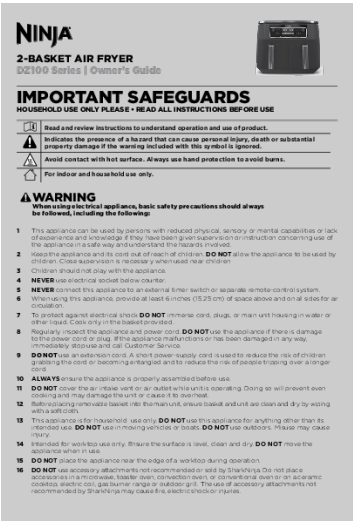 NINJA
2-BASKET AIR FRYER
DZ100 Series | Owner's Guide
IMPORTANT SAFEGUARDS
HOUSEHOLD USE ONLY PLEASE • READ ALL INSTRUCTIONS BEFORE USE
Read and review instructions to understand operation and use of product.
Indicates the presence of a hazard that can cause personal injury, death or substantial
property damage if the warning included with this symbol is ignored.
Avoid contact with hot surface. Always use hand protection to avoid burns.
For indoor and household use only.
WARNING
When using electrical appliance, basic safety precautions should always
be followed, including the following:
1 This appliance can be used by persons with reduced physical, sensory or mental capabilities or lack
of experience and knowledge if they have been given supervision or instruction concerning use of
the appliance in a safe way and understand the hazards involved.
2 Keep the appliance and its cord out of reach of children. DO NOT allow the appliance to be used by
children. Close supervision is necessary when used near children.
3 Children should not play with the appliance.
4 NEVER use electrical socket below counter.
5 NEVER connect this appliance to an external timer switch or separate remote-control system.
6 When using this appliance, provide at least 6 inches (15.25 cm) of space above and on all sides for air
circulation.
7 To protect against electrical shock DO NOT immerse cord, plugs, or main unit housing in water or
other liquid. Cook only in the basket provided.
8 Regularly inspect the appliance and power cord. DO NOT use the appliance if there is damage
to the power cord or plug. If the appliance malfunctions or has been damaged in any way,
immediately stop use and call Customer Service.
9 DO NOT use an extension cord. A short power-supply cord is used to reduce the risk of children
grabbing the cord or becoming entangled and to reduce the risk of people tripping over a longer
cord.
10 ALWAYS ensure the appliance is properly assembled before use.
11 DO NOT cover the air intake vent or air outlet while unit is operating. Doing so will prevent even
cooking and may damage the unit or cause it to overheat.
12 Before placing removable basket into the main unit, ensure basket and unit are clean and dry by wiping
with a soft cloth.
13 This appliance is for household use only. DO NOT use this appliance for anything other than its
intended use. DO NOT use in moving vehicles or boats. DO NOT use outdoors. Misuse may cause
injury.
14 Intended for worktop use only. Ensure the surface is level, clean and dry. DO NOT move the
appliance when in use.
15 DO NOT place the appliance near the edge of a worktop during operation.
16 DO NOT use accessory attachments not recommended or sold by SharkNinja. Do not place
accessories in a microwave, toaster oven, convection oven, or conventional oven or on a ceramic
cooktop, electric coil, gas burner range or outdoor grill. The use of accessory attachments not
recommended by SharkNinja may cause fire, electric shock or injuries.